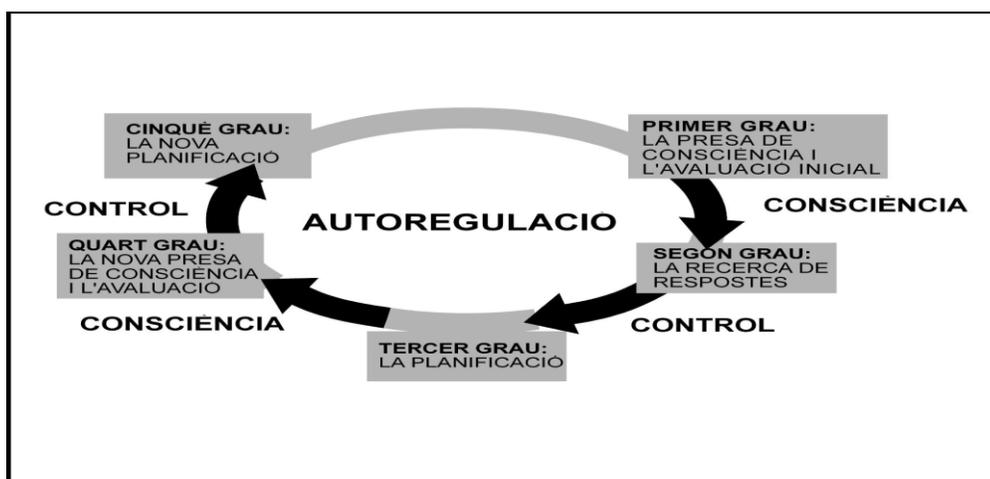 CINQUÈ GRAU:
LA NOVA
PLANIFICACIÓ
PRIMER GRAU:
LA PRESA DE
CONSCIÈNCIA I
L'AVALUACIÓ INICIAL
CONTROL
AUTOREGULACIÓ
CONSCIÈNCIA
QUART GRAU:
LA NOVA PRESA
DE CONSCIÈNCIA
I L'AVALUACIÓ
SEGON GRAU:
LA RECERCA DE
RESPOSTES
CONSCIÈNCIA
CONTROL
TERCER GRAU:
LA PLANIFICACIÓ